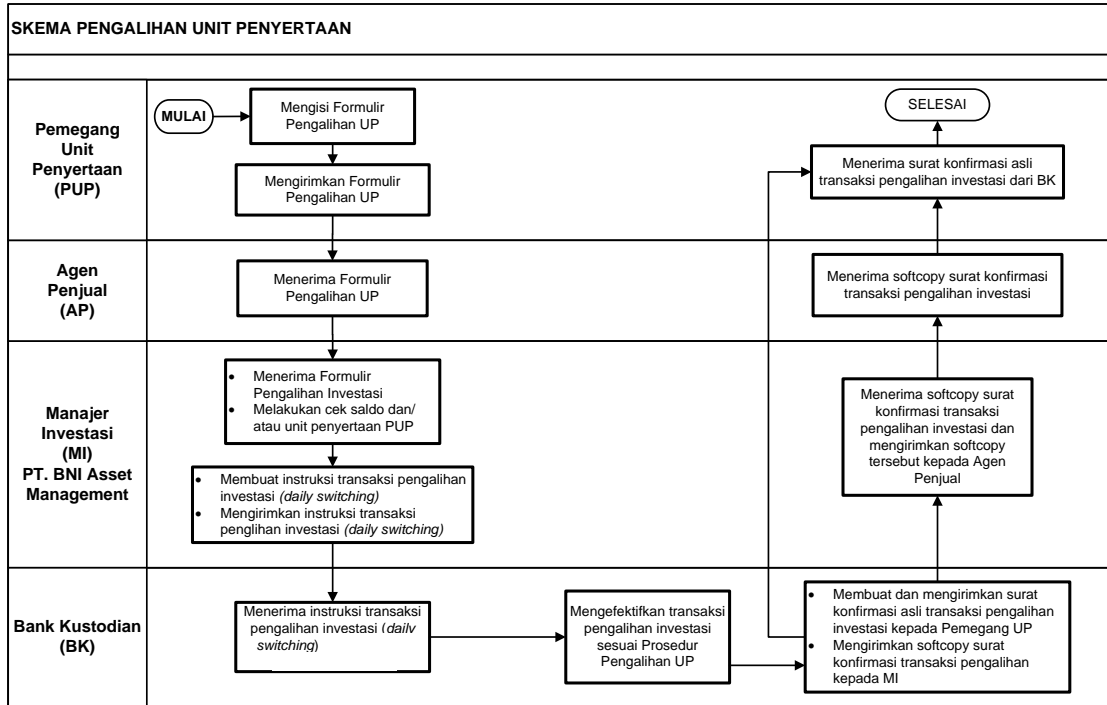 SKEMA PENGALIHAN UNIT PENYERTAAN
Pemegang
Unit
Penyertaan
(PUP)
MULAI
Mengisi Formulir
Pengalihan UP
Mengirimkan Formulir
Pengalihan UP
SELESAI
Menerima surat konfirmasi asli
transaksi pengalihan investasi dari BK
Agen
Penjual
(AP)
Menerima Formulir
Pengalihan UP
Menerima softcopy surat konfirmasi
transaksi pengalihan investasi
Manajer
Investasi
(MI)
PT. BNI Asset
Management
• Menerima Formulir
Pengalihan Investasi
• Melakukan cek saldo dan/
atau unit penyertaan PUP
• Membuat instruksi transaksi pengalihan
investasi (daily switching)
• Mengirimkan instruksi transaksi
penglihan investasi (daily switching)
Menerima softcopy surat
konfirmasi transaksi
pengalihan investasi dan
mengirimkan softcopy
tersebut kepada Agen
Penjual
Bank Kustodian
(BK)
Menerima instruksi transaksi
pengalihan investasi (daily
switching)
Mengefektifkan transaksi
pengalihan investasi
sesuai Prosedur
Pengalihan UP
• Membuat dan mengirimkan surat
konfirmasi asli transaksi pengalihan
investasi kepada Pemegang UP
• Mengirimkan softcopy surat
konfirmasi transaksi pengalihan
kepada MI